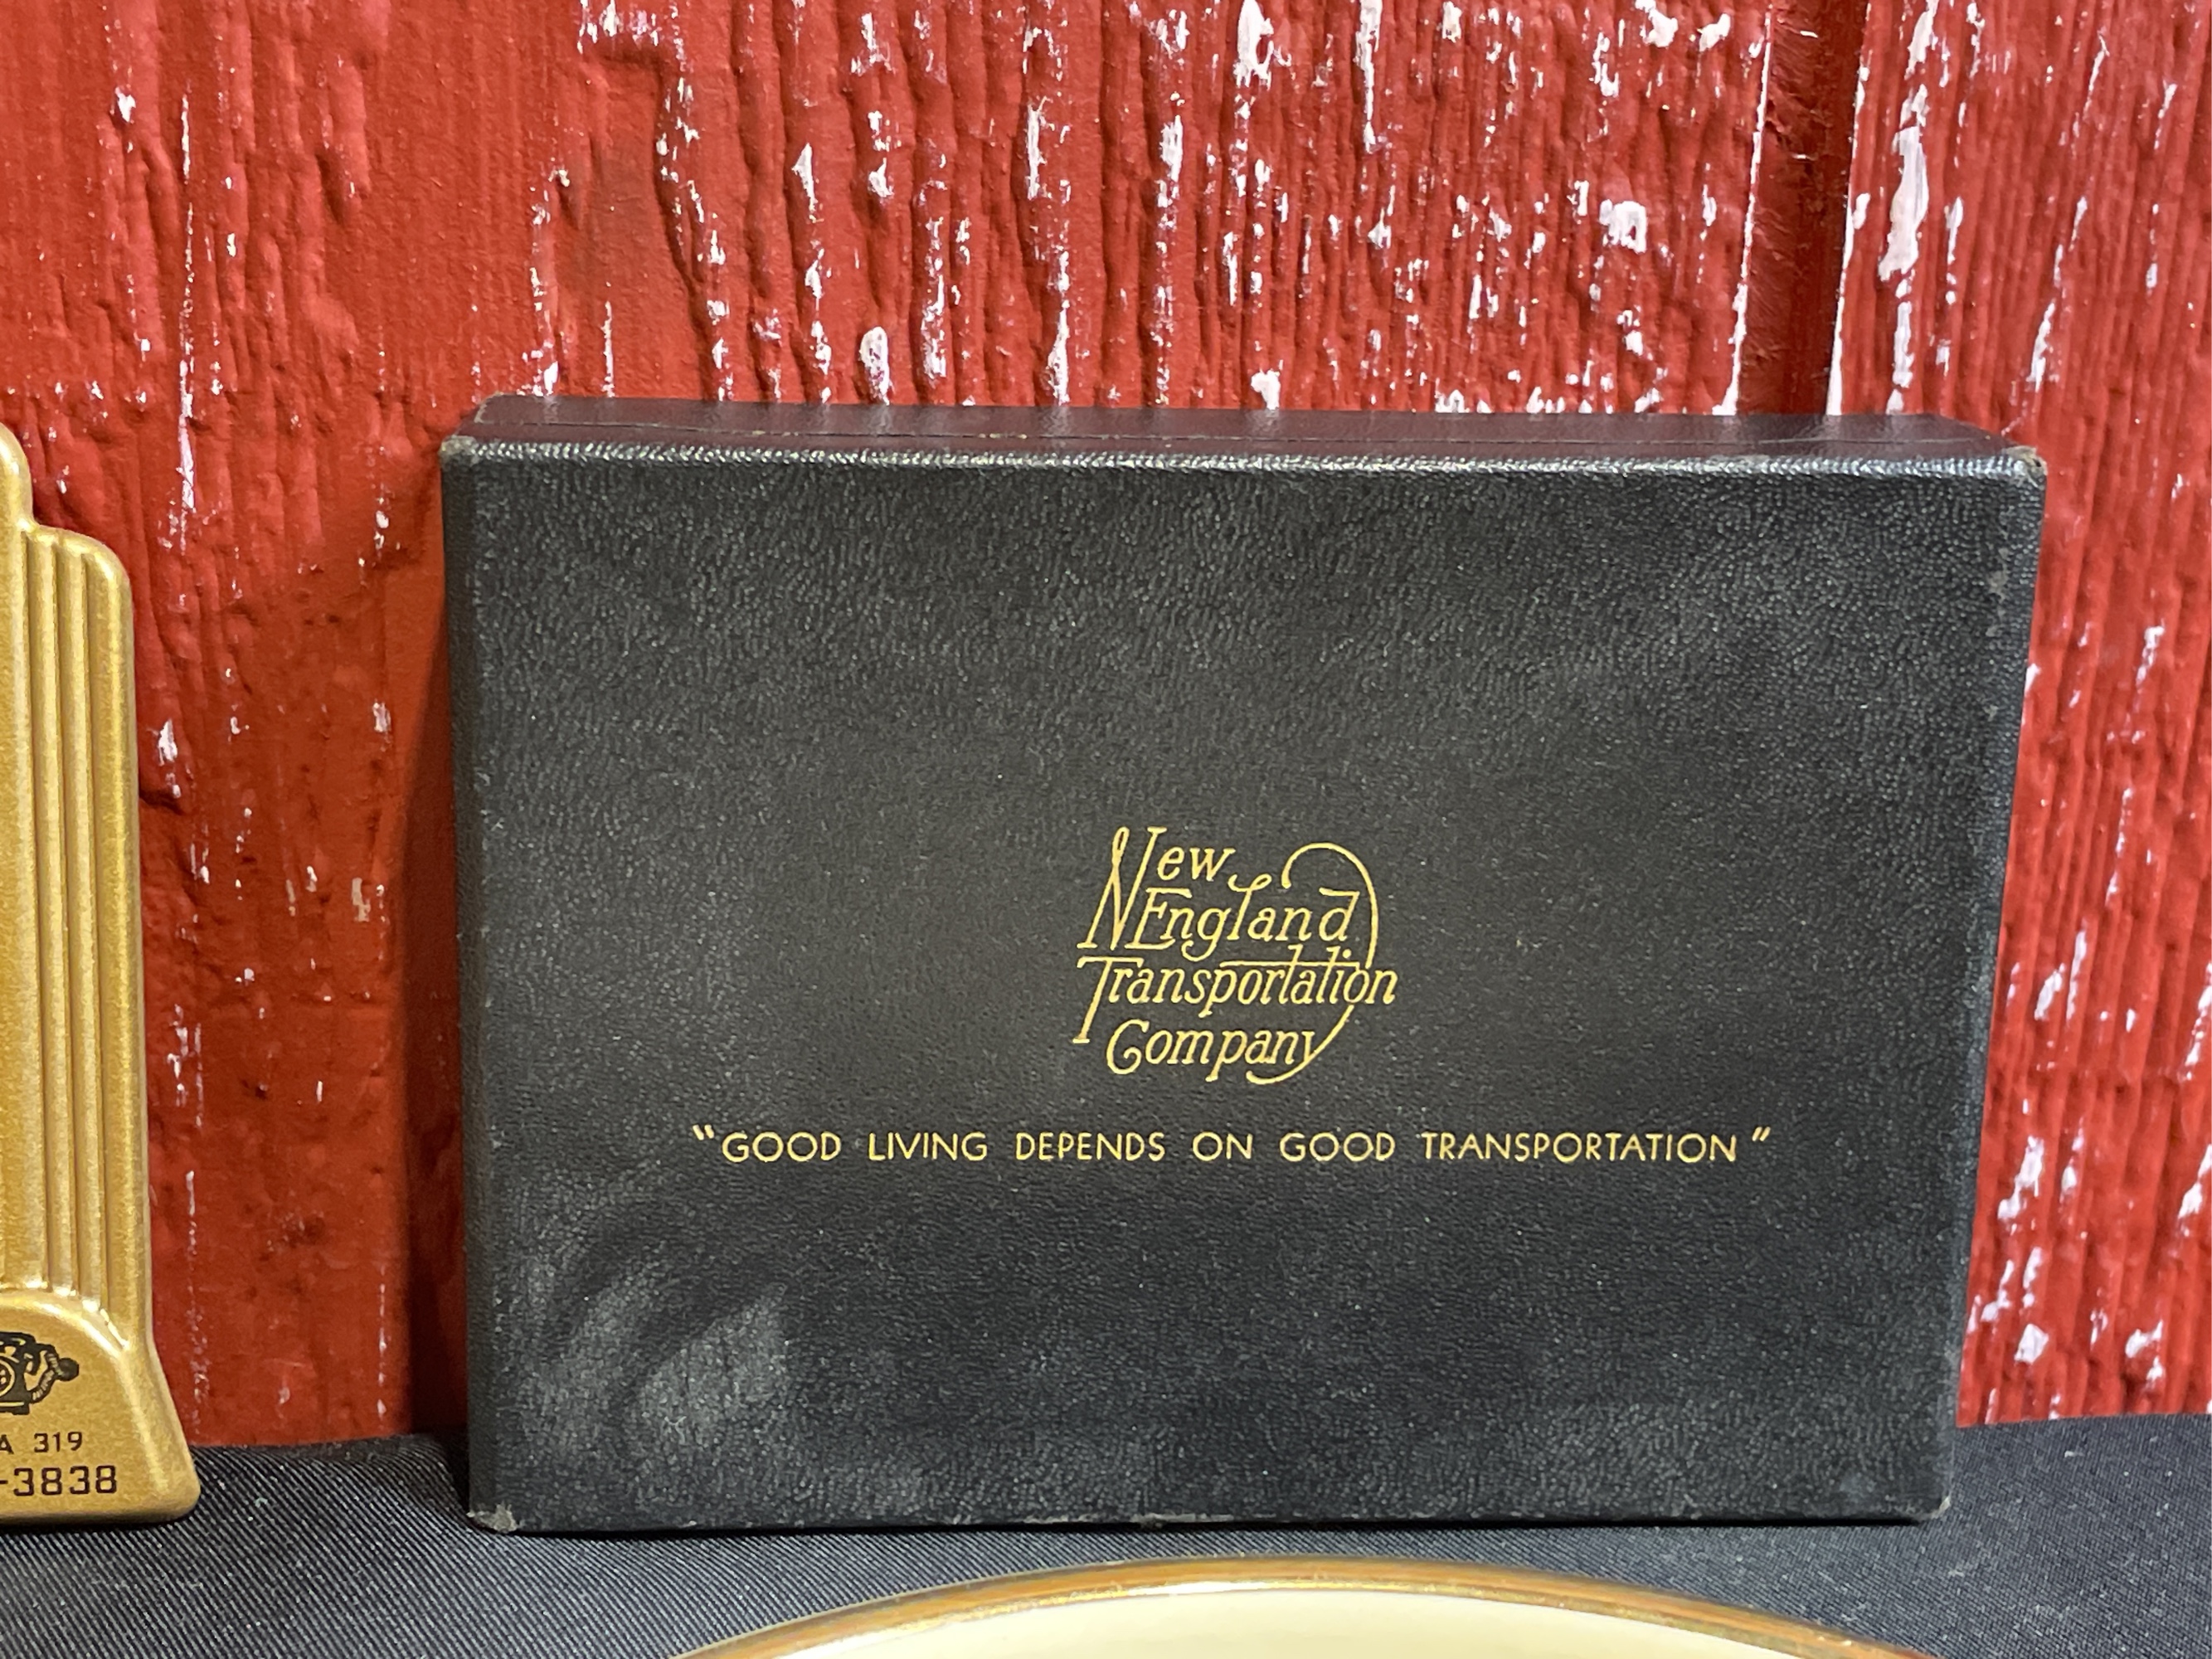 New
England
Transportation
Company
"GOOD LIVING DEPENDS ON GOOD TRANSPORTATION"
A 319
-3838